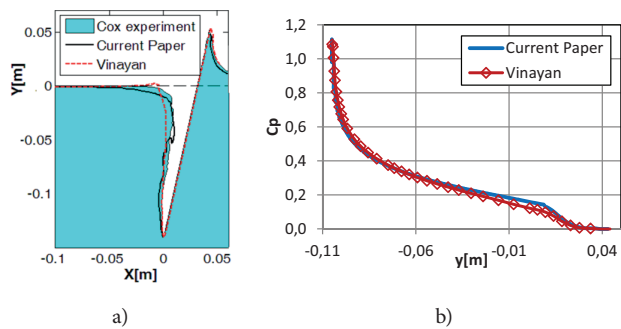 0.05
0
-0.05
-0.1
Y[m]
Cox experiment
Current Paper
Vinayan
-0.1
-0.05
0
0.05
X[m]
a)
1,2
1,0
0,8
0,6
0,4
0,2
0,0
Cp
Current Paper
Vinayan
-0,11
-0,06
-0,01
0,04
y[m]
b)